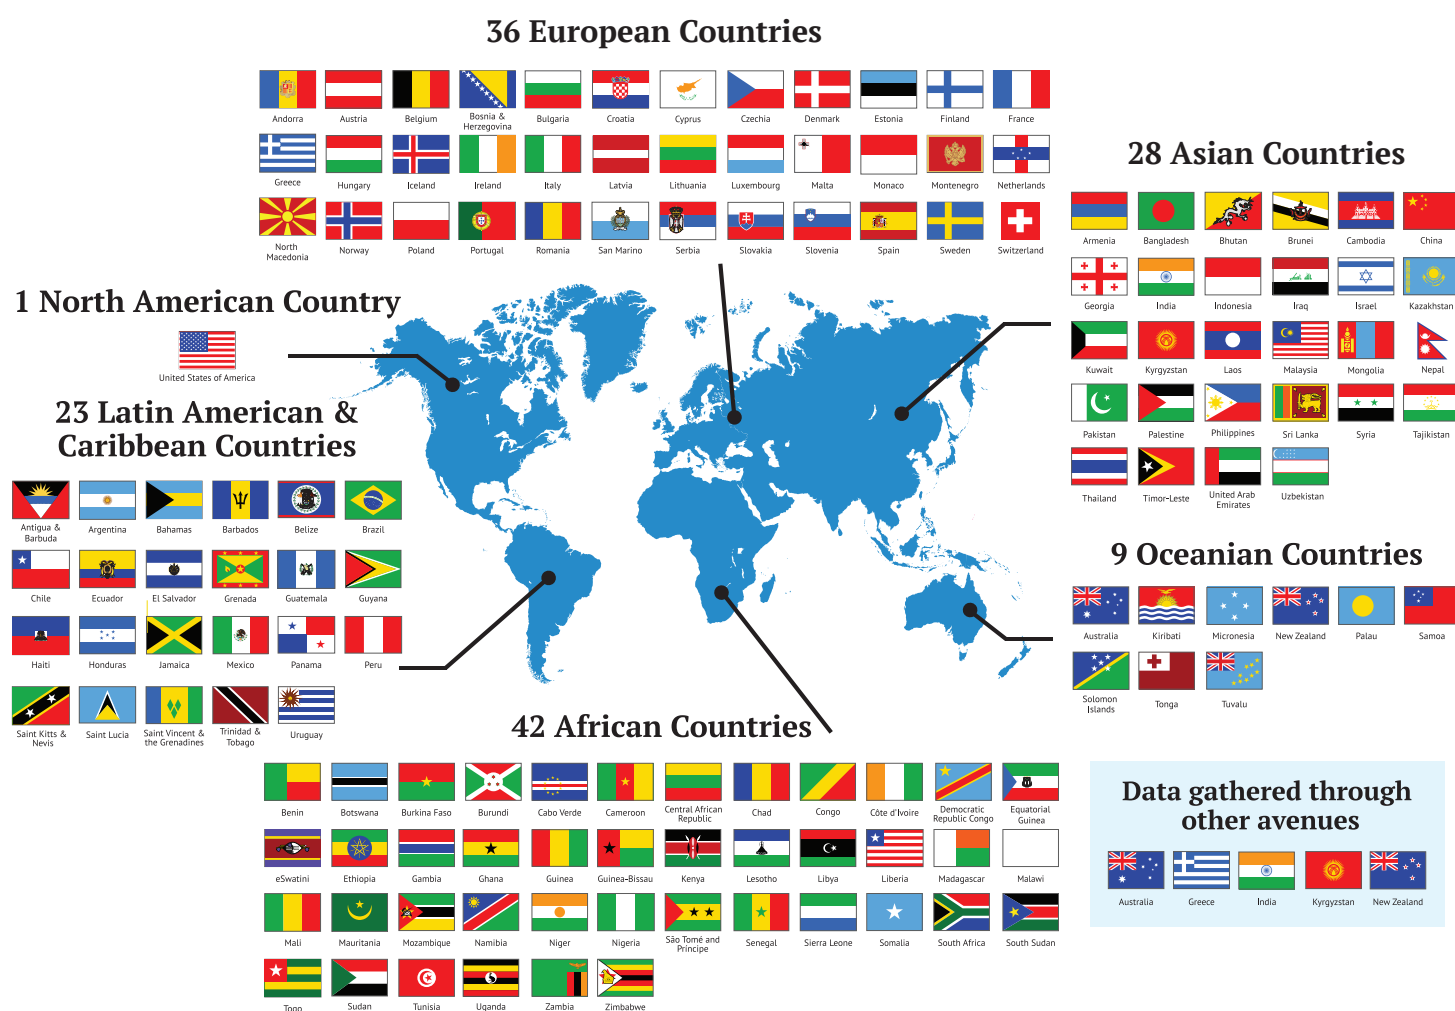 36 European Countries
Andorra Austria Belgium Bosnia & Herzegovina Bulgaria Croatia Cyprus Czechia Denmark Estonia Finland France
Greece Hungary Iceland Ireland Italy Latvia Lithuania Luxembourg Malta Monaco Montenegro Netherlands
North Macedonia Norway Poland Portugal Romania San Marino Serbia Slovakia Slovenia Spain Sweden Switzerland
28 Asian Countries
Armenia Bangladesh Bhutan Brunei Cambodia China
Georgia India Indonesia Iraq Israel Kazakhstan
Kuwait Kyrgyzstan Laos Malaysia Mongolia Nepal
Pakistan Palestine Philippines Sri Lanka Syria Tajikistan
Thailand Timor-Leste United Arab Emirates Uzbekistan
1 North American Country
United States of America
23 Latin American &
Caribbean Countries
Antigua & Barbuda Argentina Bahamas Barbados Belize Brazil
Chile Ecuador El Salvador Grenada Guatemala Guyana
Haiti Honduras Jamaica Mexico Panama Peru
Saint Kitts & Nevis Saint Lucia Saint Vincent & the Grenadines Trinidad & Tobago Uruguay
9 Oceanian Countries
Australia Kiribati Micronesia New Zealand Palau Samoa
Solomon Islands Tonga Tuvalu
42 African Countries
Benin Botswana Burkina Faso Burundi Cabo Verde Cameroon Central African Republic Chad Congo Côte d'Ivoire Democratic Republic Congo Equatorial Guinea
eSwatini Ethiopia Gambia Ghana Guinea Guinea-Bissau Kenya Lesotho Libya Liberia Madagascar Malawi
Mali Mauritania Mozambique Namibia Niger Nigeria São Tomé and Príncipe Senegal Sierra Leone Somalia South Africa South Sudan
Togo Sudan Tunisia Uganda Zambia Zimbabwe
Data gathered through
other avenues
Australia Greece India Kyrgyzstan New Zealand